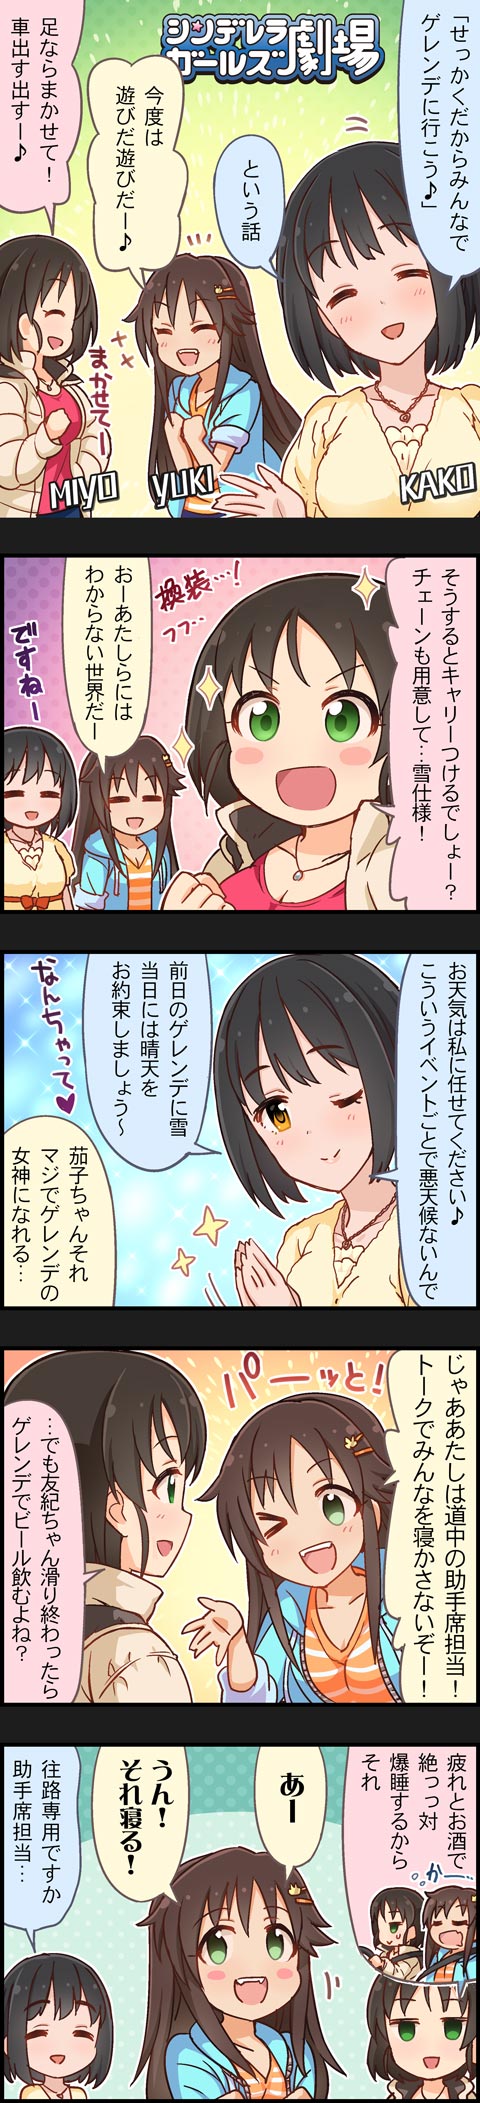 シンデレラ
ガールズ劇場
「せっかくだからみんなで
ゲレンデに行こう♪」
という話
今度は
遊びだ遊びだー♪
足ならまかせて！
車出す出すー♪
まかせてー
MIYO
YUKI
KAKO
そうするとキャリーつけるでしょー？
チェーンも用意して…雪仕様！
換装…！
フフ…
おーあたしらには
わからない世界だー
ですねー
お天気は私に任せてください♪
こういうイベントごとで悪天候ないんで
前日のゲレンデに雪
当日には晴天を
お約束しましょう～
なんちゃって♥
茄子ちゃんそれ
マジでゲレンデの
女神になれる…
じゃああたしは道中の助手席担当！
トークでみんなを寝かさないぞー！
パーッと！
…でも友紀ちゃん滑り終わったら
ゲレンデでビール飲むよね？
疲れとお酒で
絶っっ対
爆睡するから
それ
かー…
あー
うん！
それ寝る！
往路専用ですか
助手席担当…